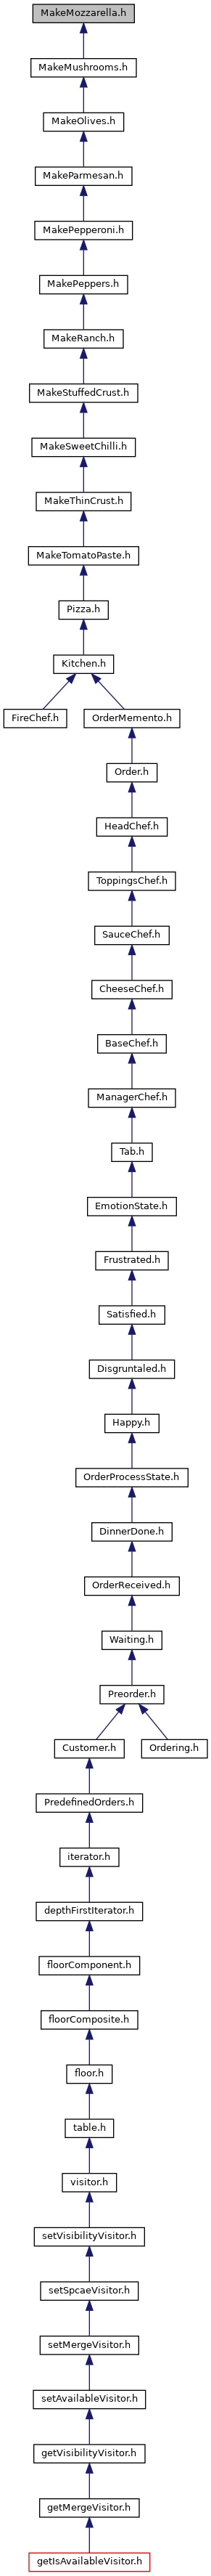 MakeMozzarella.h
MakeMushrooms.h
MakeOlives.h
MakeParmesan.h
MakePepperoni.h
MakePeppers.h
MakeRanch.h
MakeStuffedCrust.h
MakeSweetChilli.h
MakeThinCrust.h
MakeTomatoPaste.h
Pizza.h
Kitchen.h
FireChef.h
OrderMemento.h
Order.h
HeadChef.h
ToppingsChef.h
SauceChef.h
CheeseChef.h
BaseChef.h
ManagerChef.h
Tab.h
EmotionState.h
Frustrated.h
Satisfied.h
Disgruntaled.h
Happy.h
OrderProcessState.h
DinnerDone.h
OrderReceived.h
Waiting.h
Preorder.h
Customer.h
Ordering.h
PredefinedOrders.h
iterator.h
depthFirstIterator.h
floorComponent.h
floorComposite.h
floor.h
table.h
visitor.h
setVisibilityVisitor.h
setSpcaeVisitor.h
setMergeVisitor.h
setAvailableVisitor.h
getVisibilityVisitor.h
getMergeVisitor.h
getIsAvailableVisitor.h